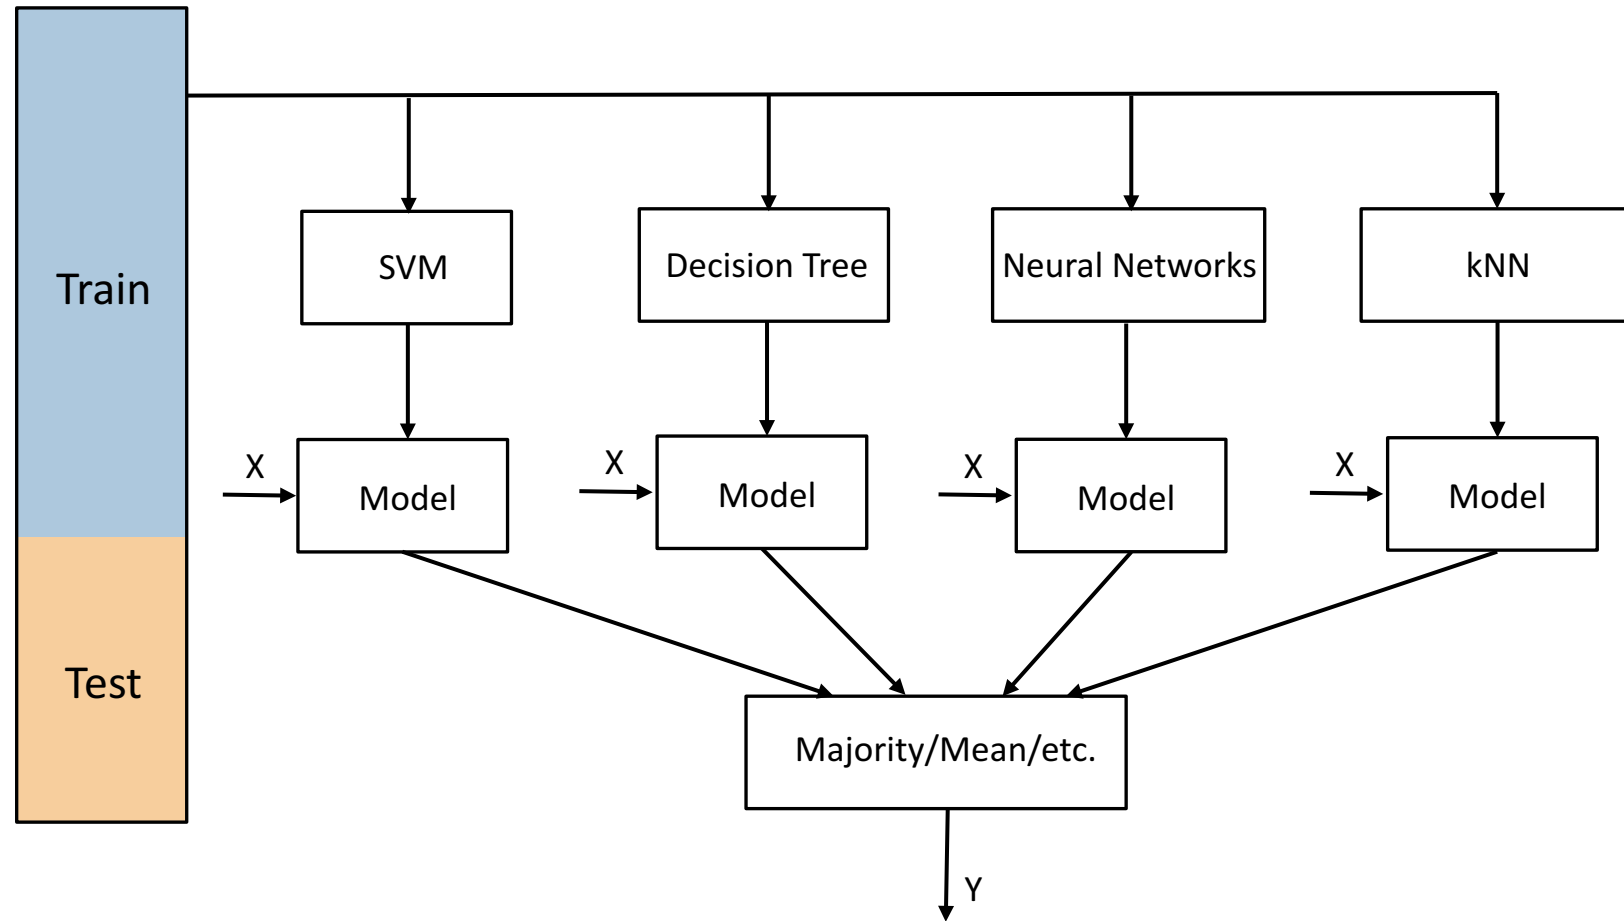 Train
SVM
Decision Tree
Neural Networks
kNN
X
Model
X
Model
X
Model
X
Model
Test
Majority/Mean/etc.
Y